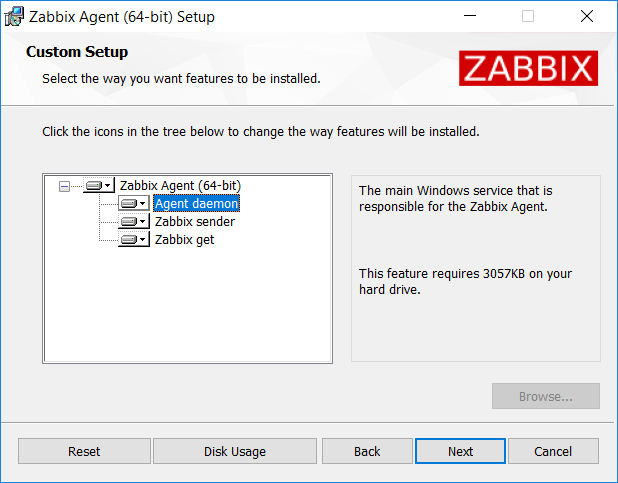 Zabbix Agent (64-bit) Setup
Custom Setup
Select the way you want features to be installed.
ZABBIX
Click the icons in the tree below to change the way features will be installed.
Zabbix Agent (64-bit)
Agent daemon
Zabbix sender
Zabbix get
The main Windows service that is
responsible for the Zabbix Agent.
This feature requires 3057KB on your
hard drive.
Browse...
Reset
Disk Usage
Back
Next
Cancel